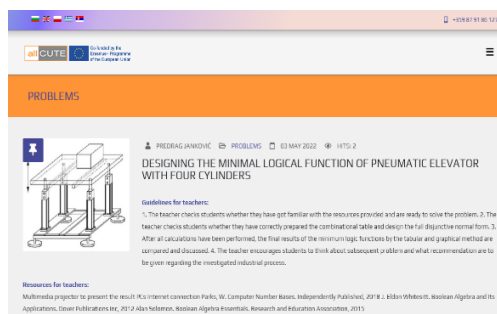 +359 87 91 86 121
allCUTE
Co-funded by the
Erasmus+ Programme
of the European Union
PROBLEMS
PREDRAG JANKOVIĆ PROBLEMS 03 MAY 2022 HITS: 2
DESIGNING THE MINIMAL LOGICAL FUNCTION OF PNEUMATIC ELEVATOR
WITH FOUR CYLINDERS
Guidelines for teachers:
1. The teacher checks students whether they have got familiar with the resources provided and are ready to solve the problem. 2. The
teacher checks students whether they have correctly prepared the combinational table and design the full disjunctive normal form. 3.
After all calculations have been performed, the final results of the minimum logic functions by the tabular and graphical method are
compared and discussed. 4. The teacher encourages students to think about subsequent problem and what recommendation are to
be given regarding the investigated industrial process.
Resources for teachers:
Multimedia projector to present the result PCs Internet connection Parks, W. Computer Number Bases. Independently Published, 2018 J. Eldon Whitesitt. Boolean Algebra and Its
Applications. Dover Publications Inc, 2012 Alan Solomon. Boolean Algebra Essentials. Research and Education Association, 2015